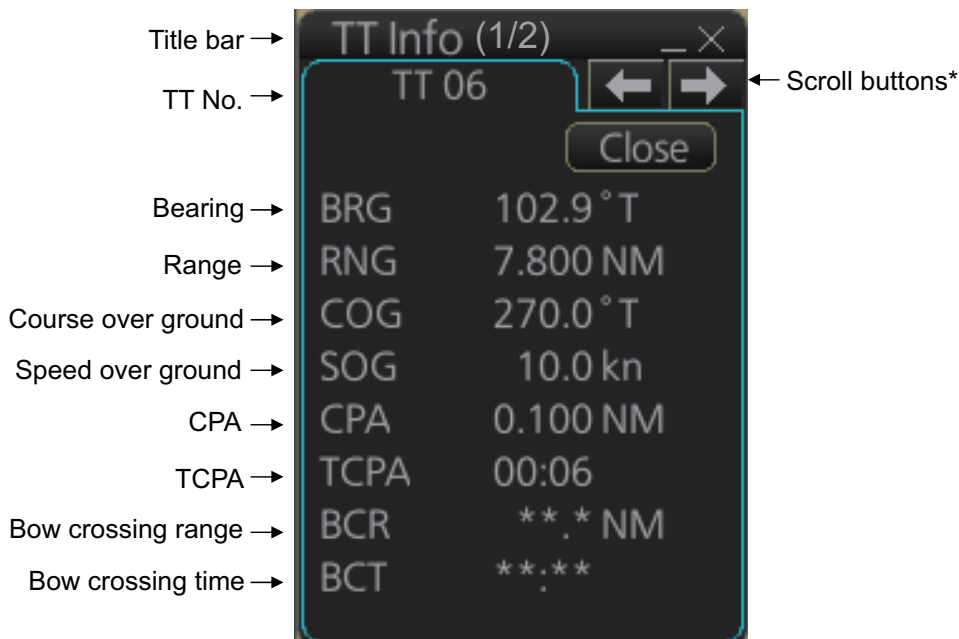 Title bar TT Info (1/2)
TT No. TT 06 Scroll buttons*
Close
Bearing BRG 102.9°T
Range RNG 7.800 NM
Course over ground COG 270.0°T
Speed over ground SOG 10.0 kn
CPA CPA 0.100 NM
TCPA TCPA 00:06
Bow crossing range BCR **.* NM
Bow crossing time BCT **:**